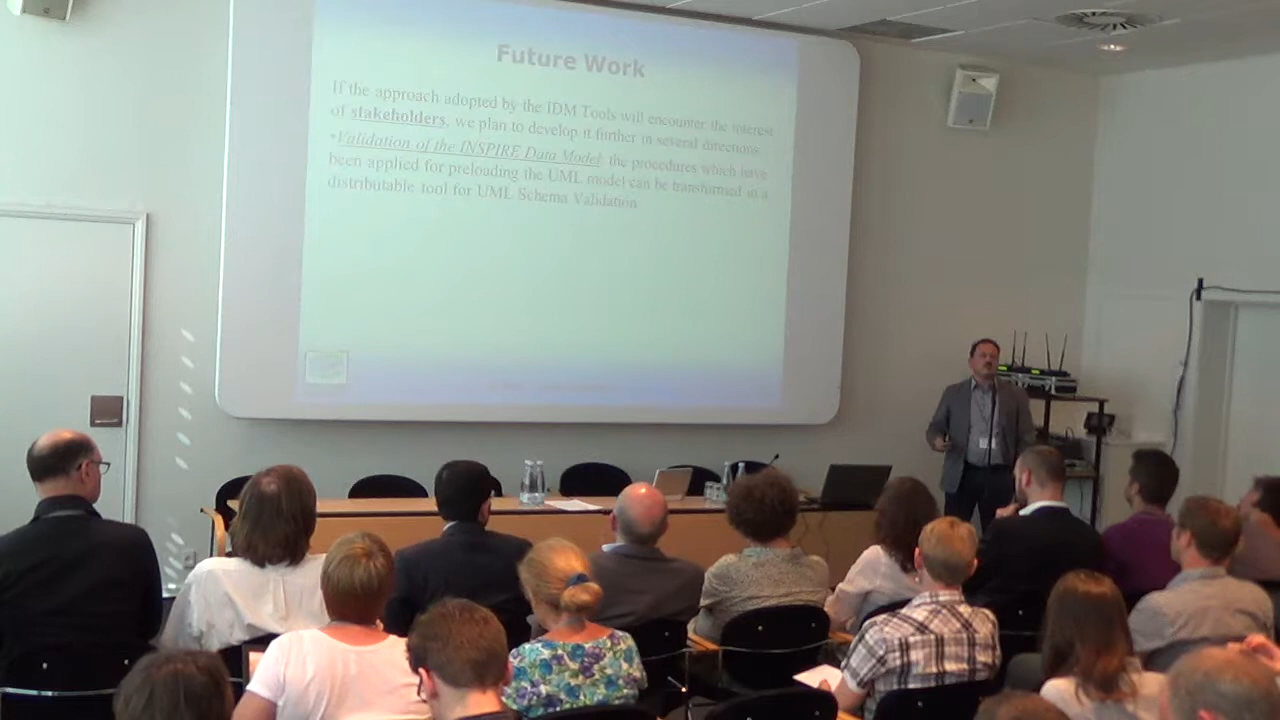 Future Work
If the approach adopted by the IDM Tools will encounter the interest
of stakeholders, we plan to develop it further in several directions
•Validation of the INSPIRE Data Model: the procedures which have
been applied for preloading the UML model can be transformed in a
distributable tool for UML Schema Validation